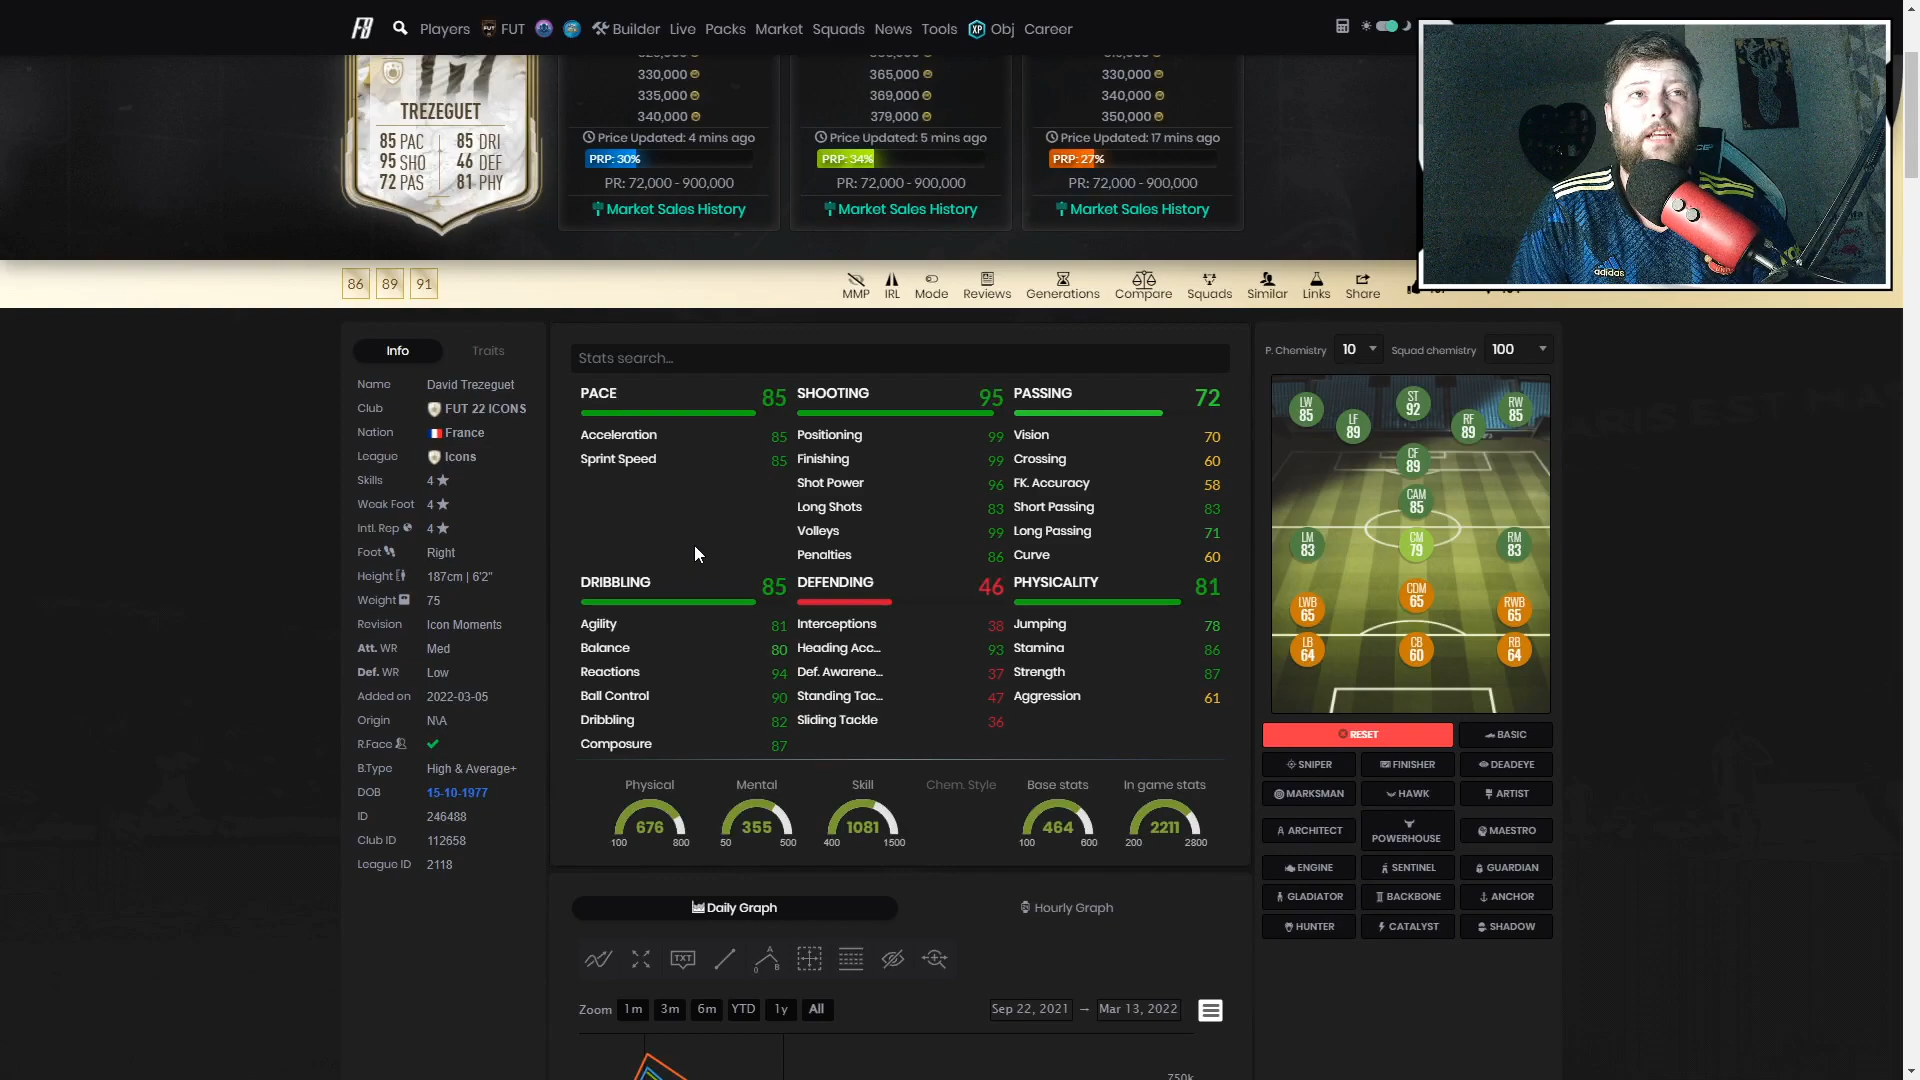 FB Players FUT Builder Live Packs Market Squads News Tools XP Obj Career
330,000 365,000
335,000 369,000 340,000
340,000 379,000 350,000
TREZEGUET
85 PAC 85 DRI
95 SHO 46 DEF
72 PAS 81 PHY
Price Updated: 4 mins ago Price Updated: 5 mins ago Price Updated: 17 mins ago
PRP: 30% PRP: 34% PRP: 27%
PR: 72,000 - 900,000 PR: 72,000 - 900,000 PR: 72,000 - 900,000
Market Sales History Market Sales History Market Sales History
adidas
86 89 91
MMP IRL Mode Reviews Generations Compare Squads Similar Links Share
Info Traits
Name David Trezeguet
Club FUT 22 ICONS
Nation France
League Icons
Skills 4
Weak Foot 4
Intl. Rep 4
Foot Right
Height 187cm | 6'2"
Weight 75
Revision Icon Moments
Att. WR Med
Def. WR Low
Added on 2022-03-05
Origin N\A
R.Face
B.Type High & Average+
DOB 15-10-1977
ID 246488
Club ID 112658
League ID 2118
Stats search...
PACE 85
Acceleration 85
Sprint Speed 85
SHOOTING 95
Positioning 99
Finishing 99
Shot Power 96
Long Shots 83
Volleys 99
Penalties 86
PASSING 72
Vision 70
Crossing 60
FK. Accuracy 58
Short Passing 83
Long Passing 71
Curve 60
DRIBBLING 85
Agility 81
Balance 80
Reactions 94
Ball Control 90
Dribbling 82
Composure 87
DEFENDING 46
Interceptions 38
Heading Acc... 93
Def. Awarene... 37
Standing Tac... 47
Sliding Tackle 36
PHYSICALITY 81
Jumping 78
Stamina 86
Strength 87
Aggression 61
Physical Mental Skill Chem. Style Base stats In game stats
676 355 1081 464 2211
100 800 50 500 400 1500 100 600 200 2800
Daily Graph Hourly Graph
TXT A 0 B
Zoom 1m 3m 6m YTD 1y All Sep 22, 2021 → Mar 13, 2022
750k
P. Chemistry 10 Squad chemistry 100
LW 85 ST 92 RW 85
LF 89 RF 89
CF 89
CAM 85
LM 83 CM 79 RM 83
CDM 65
LWB 65 RWB 65
LB 64 CB 60 RB 64
RESET BASIC
SNIPER FINISHER DEADEYE
MARKSMAN HAWK ARTIST
ARCHITECT POWERHOUSE MAESTRO
ENGINE SENTINEL GUARDIAN
GLADIATOR BACKBONE ANCHOR
HUNTER CATALYST SHADOW